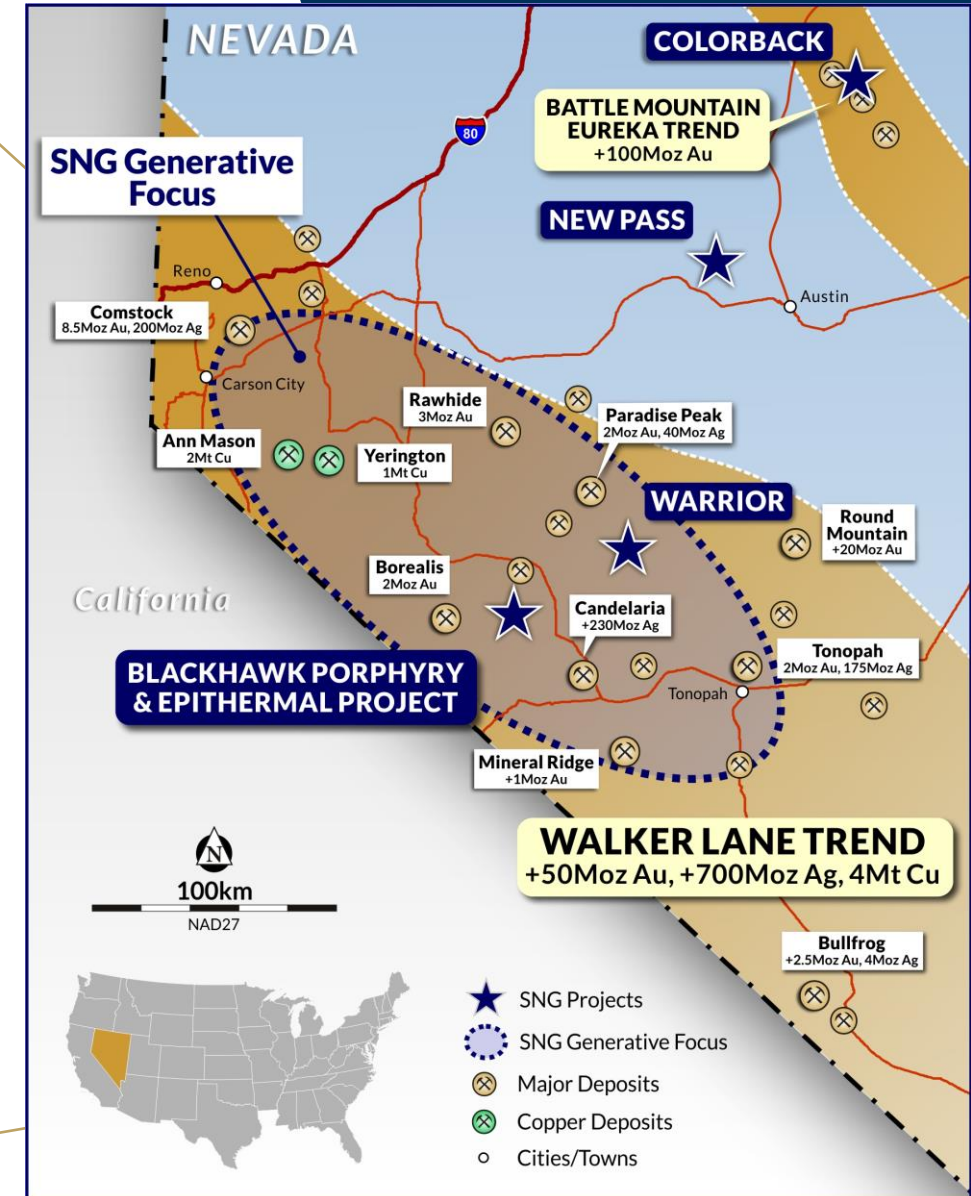 NEVADA
COLORBACK
BATTLE MOUNTAIN
EUREKA TREND
+100Moz Au
80
SNG Generative
Focus
NEW PASS
Reno
Austin
Comstock
8.5Moz Au, 200Moz Ag
Carson City
Rawhide
3Moz Au
Paradise Peak
2Moz Au, 40Moz Ag
Ann Mason
2Mt Cu
Yerington
1Mt Cu
WARRIOR
Round
Mountain
+20Moz Au
Borealis
2Moz Au
California
Candelaria
+230Moz Ag
Tonopah
2Moz Au, 175Moz Ag
BLACKHAWK PORPHYRY
& EPITHERMAL PROJECT
Tonopah
Mineral Ridge
+1Moz Au
WALKER LANE TREND
+50Moz Au, +700Moz Ag, 4Mt Cu
N
100km
NAD27
Bullfrog
+2.5Moz Au, 4Moz Ag
SNG Projects
SNG Generative Focus
Major Deposits
Copper Deposits
Cities/Towns